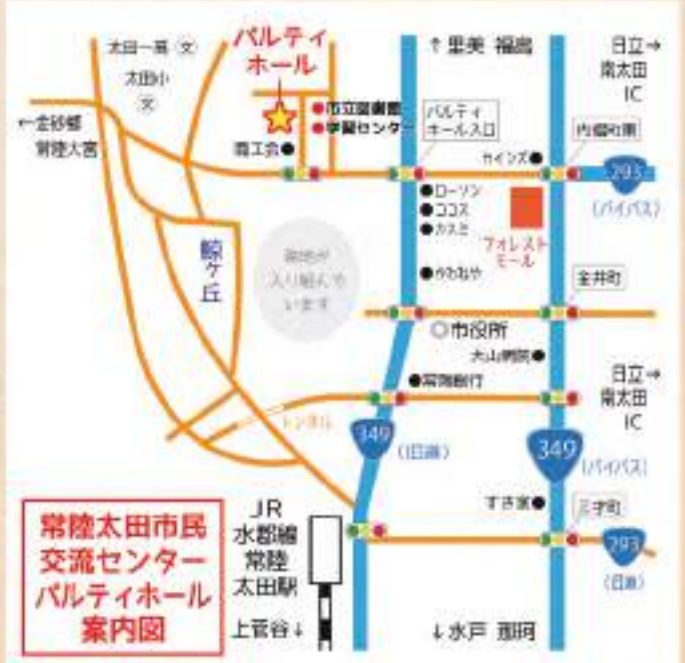 太田一高
太田小
パルティ
ホール
市立図書館
学習センター
商工会
↑里美 福島
パルティ
ホール入口
日立→
南太田
IC
←金砂郷
常陸大宮
カインズ
内堀町東
293
(バイパス)
ローソン
ココス
カスミ
かわねや
フォレスト
モール
鯨ヶ丘
路地が
入り組んで
います
金井町
◎市役所
大山病院
常陽銀行
日立→
南太田
IC
トンネル
349
(旧道)
349
(バイパス)
すき家
三才町
293
(旧道)
JR
水郡線
常陸
太田駅
上菅谷↓
↓水戸 那珂
常陸太田市民
交流センター
パルティホール
案内図